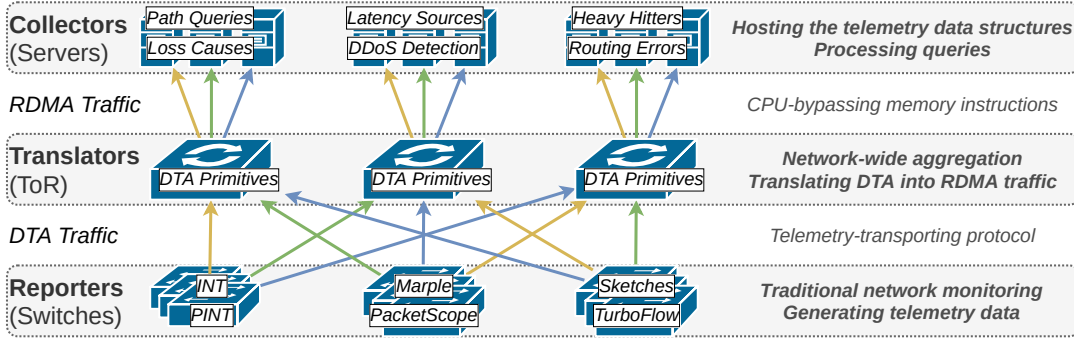 Collectors
(Servers)
Path Queries
Loss Causes
Latency Sources
DDoS Detection
Heavy Hitters
Routing Errors
Hosting the telemetry data structures
Processing queries
RDMA Traffic
CPU-bypassing memory instructions
Translators
(ToR)
DTA Primitives
DTA Primitives
DTA Primitives
Network-wide aggregation
Translating DTA into RDMA traffic
DTA Traffic
Telemetry-transporting protocol
Reporters
(Switches)
INT
PINT
Marple
PacketScope
Sketches
TurboFlow
Traditional network monitoring
Generating telemetry data